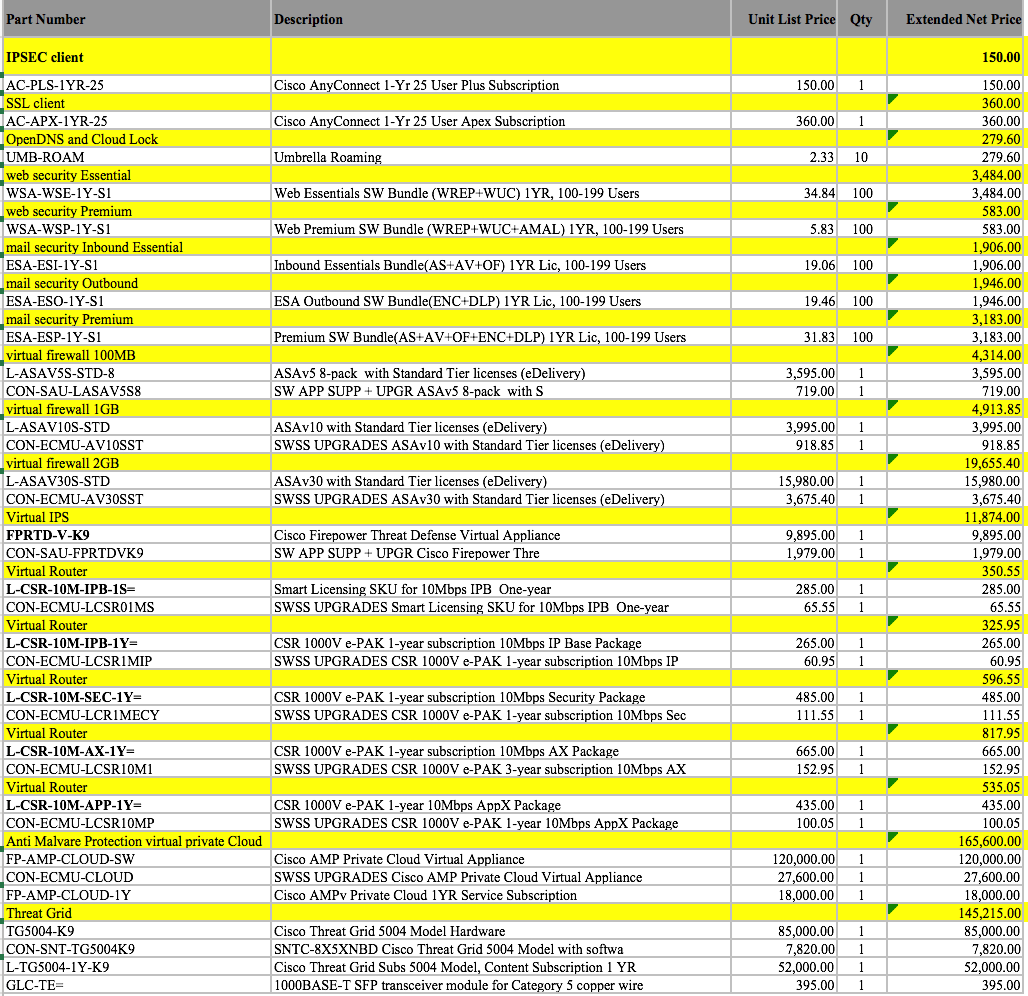 Part Number Description Unit List Price Qty Extended Net Price
IPSEC client 150.00
AC-PLS-1YR-25 Cisco AnyConnect 1-Yr 25 User Plus Subscription 150.00 1 150.00
SSL client 360.00
AC-APX-1YR-25 Cisco AnyConnect 1-Yr 25 User Apex Subscription 360.00 1 360.00
OpenDNS and Cloud Lock 279.60
UMB-ROAM Umbrella Roaming 2.33 10 279.60
web security Essential 3,484.00
WSA-WSE-1Y-S1 Web Essentials SW Bundle (WREP+WUC) 1YR, 100-199 Users 34.84 100 3,484.00
web security Premium 583.00
WSA-WSP-1Y-S1 Web Premium SW Bundle (WREP+WUC+AMAL) 1YR, 100-199 Users 5.83 100 583.00
mail security Inbound Essential 1,906.00
ESA-ESI-1Y-S1 Inbound Essentials Bundle(AS+AV+OF) 1YR Lic, 100-199 Users 19.06 100 1,906.00
mail security Outbound 1,946.00
ESA-ESO-1Y-S1 ESA Outbound SW Bundle(ENC+DLP) 1YR Lic, 100-199 Users 19.46 100 1,946.00
mail security Premium 3,183.00
ESA-ESP-1Y-S1 Premium SW Bundle(AS+AV+OF+ENC+DLP) 1YR Lic, 100-199 Users 31.83 100 3,183.00
virtual firewall 100MB 4,314.00
L-ASAV5S-STD-8 ASAv5 8-pack with Standard Tier licenses (eDelivery) 3,595.00 1 3,595.00
CON-SAU-LASAV5S8 SW APP SUPP + UPGR ASAv5 8-pack with S 719.00 1 719.00
virtual firewall 1GB 4,913.85
L-ASAV10S-STD ASAv10 with Standard Tier licenses (eDelivery) 3,995.00 1 3,995.00
CON-ECMU-AV10SST SWSS UPGRADES ASAv10 with Standard Tier licenses (eDelivery) 918.85 1 918.85
virtual firewall 2GB 19,655.40
L-ASAV30S-STD ASAv30 with Standard Tier licenses (eDelivery) 15,980.00 1 15,980.00
CON-ECMU-AV30SST SWSS UPGRADES ASAv30 with Standard Tier licenses (eDelivery) 3,675.40 1 3,675.40
Virtual IPS 11,874.00
FPRTD-V-K9 Cisco Firepower Threat Defense Virtual Appliance 9,895.00 1 9,895.00
CON-SAU-FPRTDVK9 SW APP SUPP + UPGR Cisco Firepower Thre 1,979.00 1 1,979.00
Virtual Router 350.55
L-CSR-10M-IPB-1S= Smart Licensing SKU for 10Mbps IPB One-year 285.00 1 285.00
CON-ECMU-LCSR01MS SWSS UPGRADES Smart Licensing SKU for 10Mbps IPB One-year 65.55 1 65.55
Virtual Router 325.95
L-CSR-10M-IPB-1Y= CSR 1000V e-PAK 1-year subscription 10Mbps IP Base Package 265.00 1 265.00
CON-ECMU-LCSR1MIP SWSS UPGRADES CSR 1000V e-PAK 1-year subscription 10Mbps IP 60.95 1 60.95
Virtual Router 596.55
L-CSR-10M-SEC-1Y= CSR 1000V e-PAK 1-year subscription 10Mbps Security Package 485.00 1 485.00
CON-ECMU-LCR1MECY SWSS UPGRADES CSR 1000V e-PAK 1-year subscription 10Mbps Sec 111.55 1 111.55
Virtual Router 817.95
L-CSR-10M-AX-1Y= CSR 1000V e-PAK 1-year subscription 10Mbps AX Package 665.00 1 665.00
CON-ECMU-LCSR10M1 SWSS UPGRADES CSR 1000V e-PAK 3-year subscription 10Mbps AX 152.95 1 152.95
Virtual Router 535.05
L-CSR-10M-APP-1Y= CSR 1000V e-PAK 1-year 10Mbps AppX Package 435.00 1 435.00
CON-ECMU-LCSR10MP SWSS UPGRADES CSR 1000V e-PAK 1-year 10Mbps AppX Package 100.05 1 100.05
Anti Malvare Protection virtual private Cloud 165,600.00
FP-AMP-CLOUD-SW Cisco AMP Private Cloud Virtual Appliance 120,000.00 1 120,000.00
CON-ECMU-CLOUD SWSS UPGRADES Cisco AMP Private Cloud Virtual Appliance 27,600.00 1 27,600.00
FP-AMP-CLOUD-1Y Cisco AMPv Private Cloud 1YR Service Subscription 18,000.00 1 18,000.00
Threat Grid 145,215.00
TG5004-K9 Cisco Threat Grid 5004 Model Hardware 85,000.00 1 85,000.00
CON-SNT-TG5004K9 SNTC-8X5XNBD Cisco Threat Grid 5004 Model with softwa 7,820.00 1 7,820.00
L-TG5004-1Y-K9 Cisco Threat Grid Subs 5004 Model, Content Subscription 1 YR 52,000.00 1 52,000.00
GLC-TE= 1000BASE-T SFP transceiver module for Category 5 copper wire 395.00 1 395.00